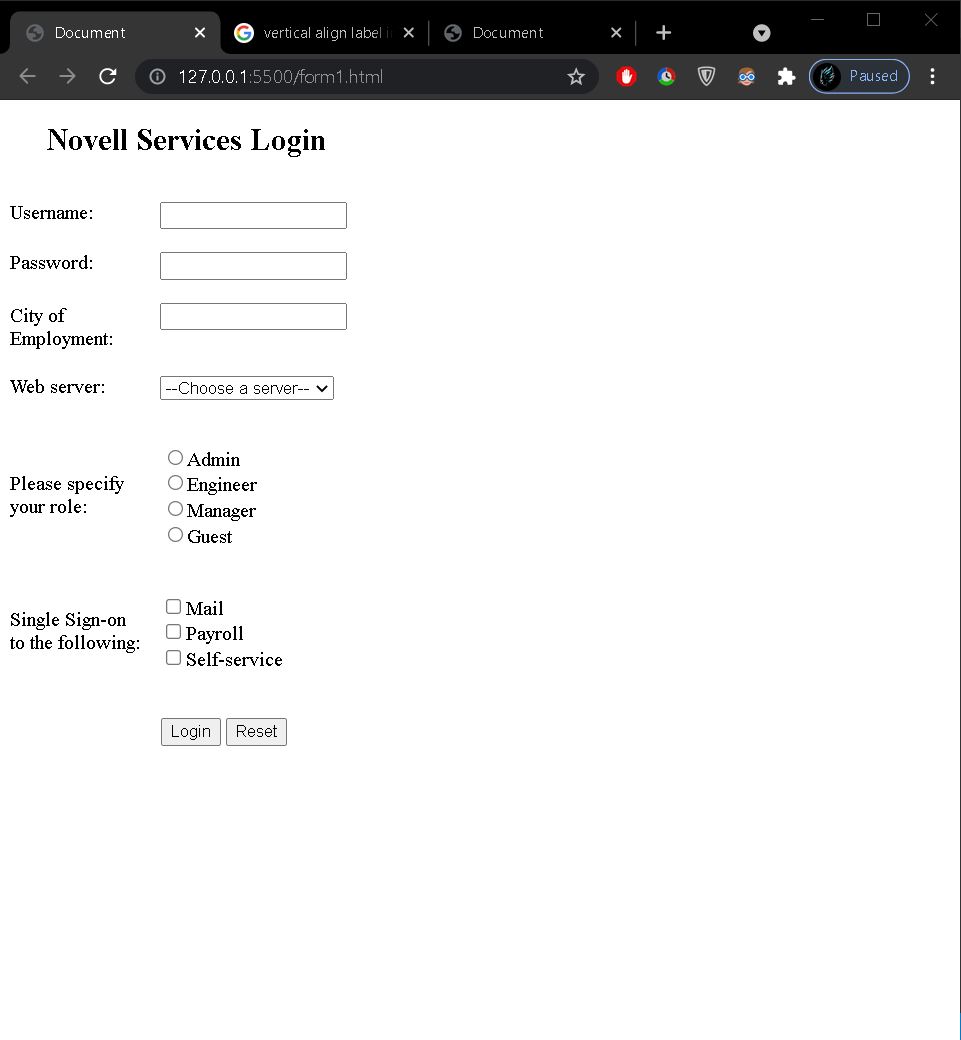 Document
vertical align label i
Document
127.0.0.1:5500/form1.html
Paused
Novell Services Login
Username:
Password:
City of
Employment:
Web server:
--Choose a server--
Please specify
your role:
Admin
Engineer
Manager
Guest
Single Sign-on
to the following:
Mail
Payroll
Self-service
Login Reset